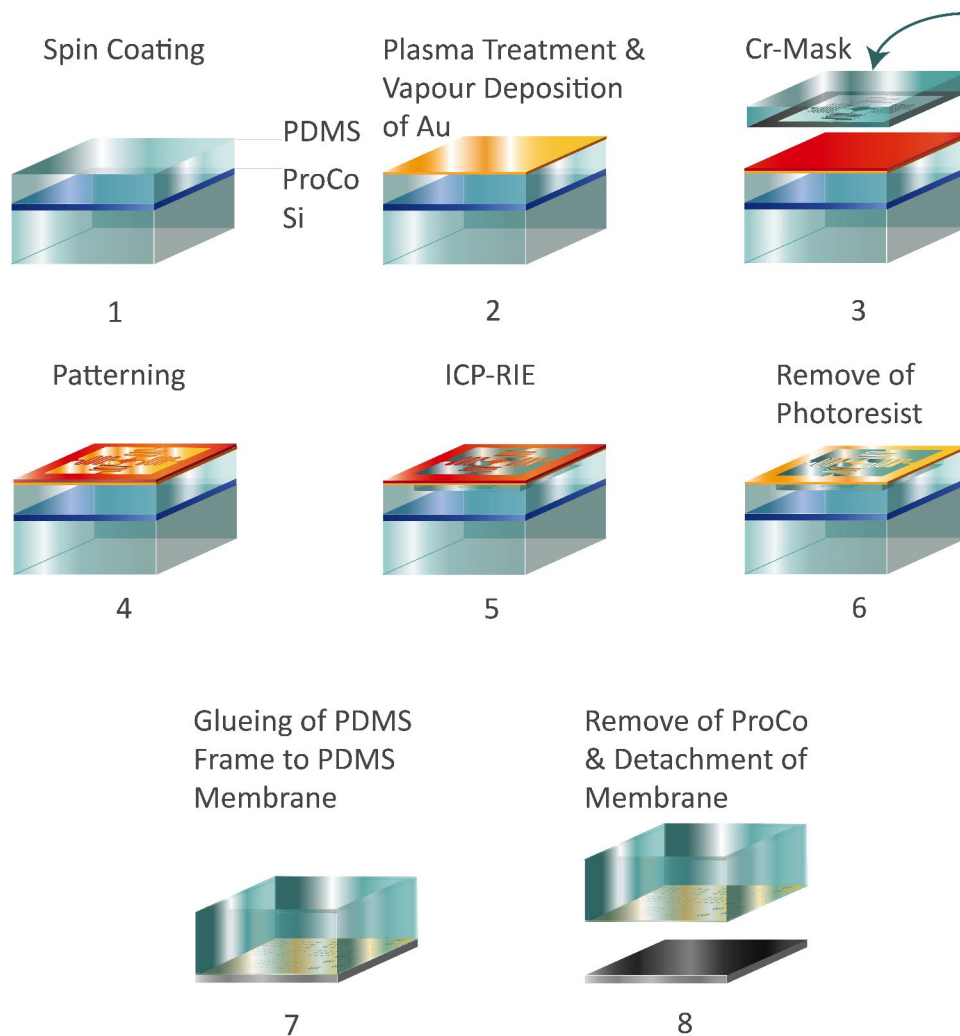 Spin Coating
PDMS
ProCo
Si
1
Plasma Treatment &
Vapour Deposition
of Au
2
Cr-Mask
3
Patterning
4
ICP-RIE
5
Remove of
Photoresist
6
Glueing of PDMS
Frame to PDMS
Membrane
7
Remove of ProCo
& Detachment of
Membrane
8